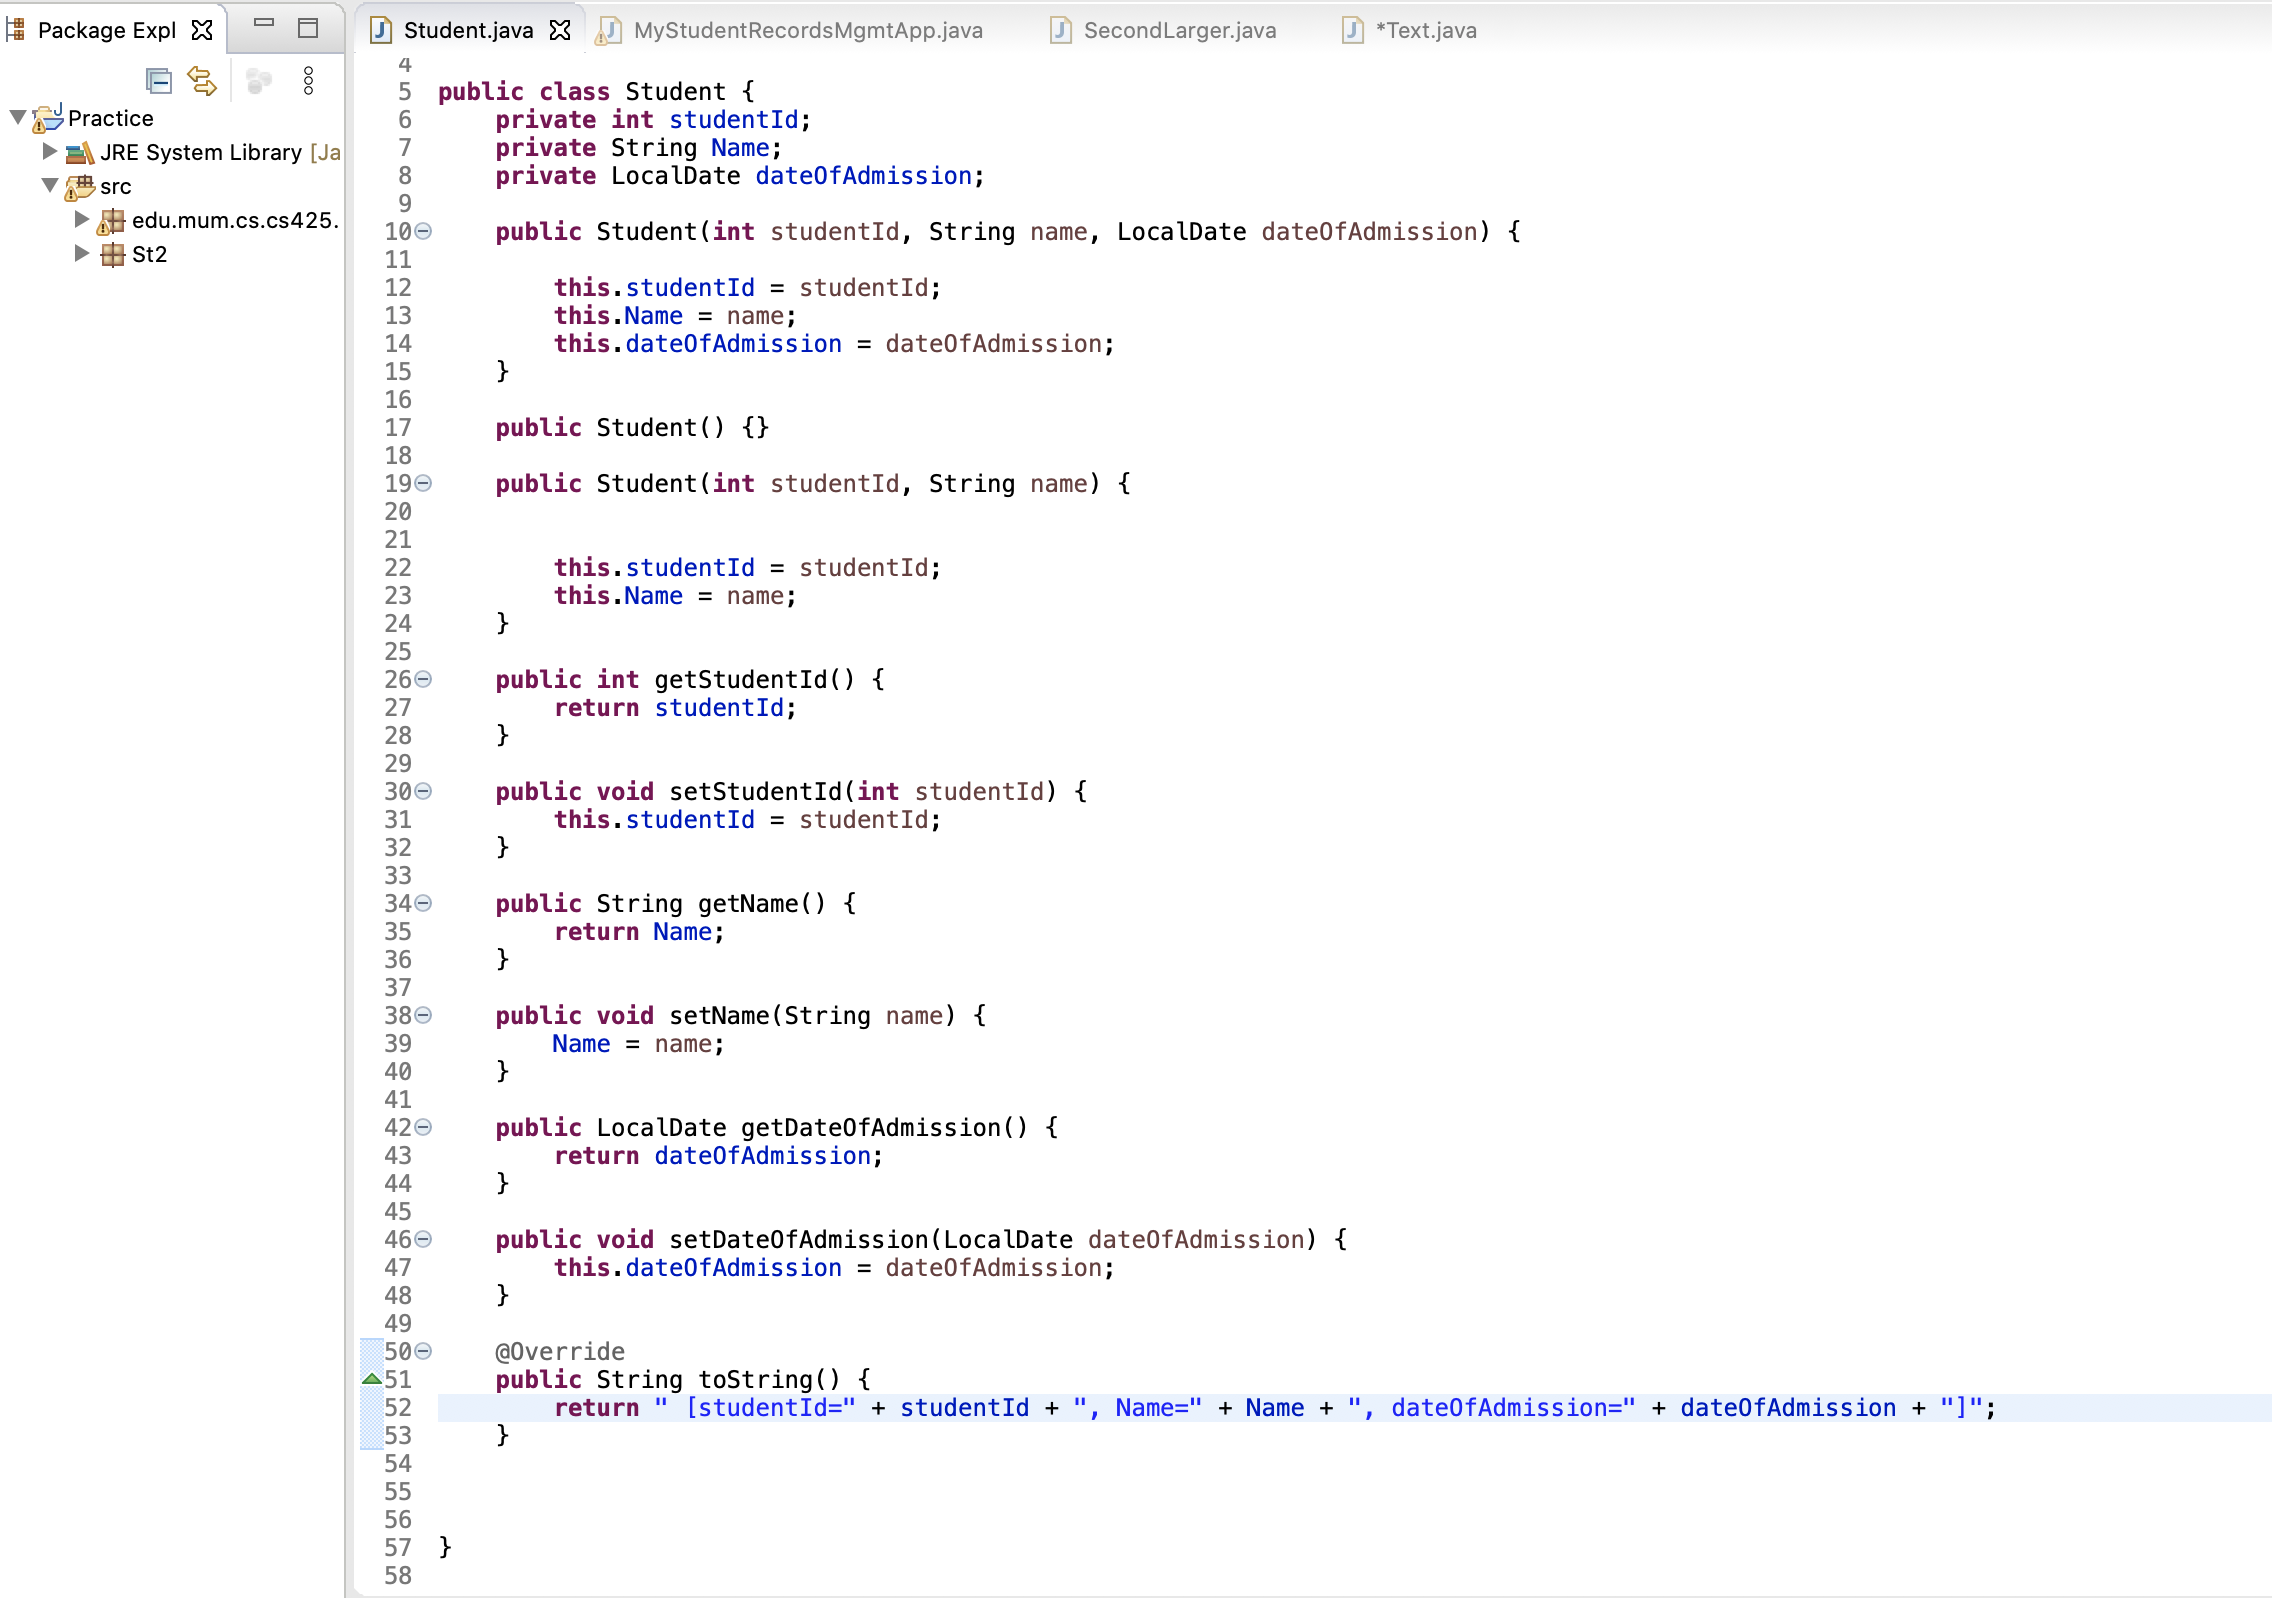 Package Expl
Student.java
MyStudentRecordsMgmtApp.java
SecondLarger.java
*Text.java
Practice
JRE System Library [Ja
src
edu.mum.cs.cs425.
St2
4
5 public class Student {
6     private int studentId;
7     private String Name;
8     private LocalDate dateOfAdmission;
9
10     public Student(int studentId, String name, LocalDate dateOfAdmission) {
11
12         this.studentId = studentId;
13         this.Name = name;
14         this.dateOfAdmission = dateOfAdmission;
15     }
16
17     public Student() {}
18
19     public Student(int studentId, String name) {
20
21
22         this.studentId = studentId;
23         this.Name = name;
24     }
25
26     public int getStudentId() {
27         return studentId;
28     }
29
30     public void setStudentId(int studentId) {
31         this.studentId = studentId;
32     }
33
34     public String getName() {
35         return Name;
36     }
37
38     public void setName(String name) {
39         Name = name;
40     }
41
42     public LocalDate getDateOfAdmission() {
43         return dateOfAdmission;
44     }
45
46     public void setDateOfAdmission(LocalDate dateOfAdmission) {
47         this.dateOfAdmission = dateOfAdmission;
48     }
49
50     @Override
51     public String toString() {
52         return " [studentId=" + studentId + ", Name=" + Name + ", dateOfAdmission=" + dateOfAdmission + "]";
53     }
54
55
56
57 }
58